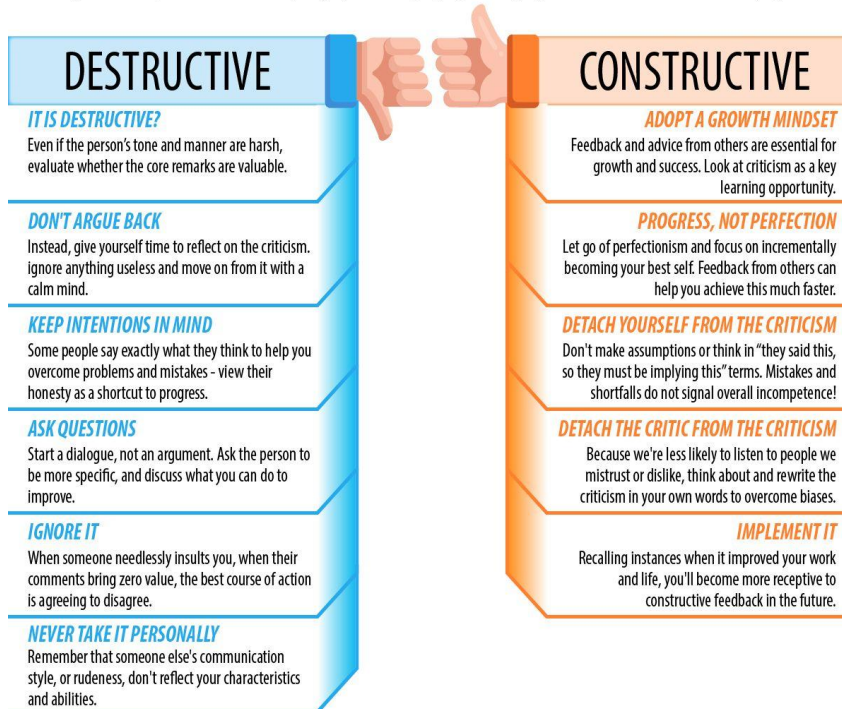 DESTRUCTIVE
IT IS DESTRUCTIVE?
Even if the person's tone and manner are harsh,
evaluate whether the core remarks are valuable.
DON'T ARGUE BACK
Instead, give yourself time to reflect on the criticism.
ignore anything useless and move on from it with a
calm mind.
KEEP INTENTIONS IN MIND
Some people say exactly what they think to help you
overcome problems and mistakes - view their
honesty as a shortcut to progress.
ASK QUESTIONS
Start a dialogue, not an argument. Ask the person to
be more specific, and discuss what you can do to
improve.
IGNORE IT
When someone needlessly insults you, when their
comments bring zero value, the best course of action
is agreeing to disagree.
NEVER TAKE IT PERSONALLY
Remember that someone else's communication
style, or rudeness, don't reflect your characteristics
and abilities.
CONSTRUCTIVE
ADOPT A GROWTH MINDSET
Feedback and advice from others are essential for
growth and success. Look at criticism as a key
learning opportunity.
PROGRESS, NOT PERFECTION
Let go of perfectionism and focus on incrementally
becoming your best self. Feedback from others can
help you achieve this much faster.
DETACH YOURSELF FROM THE CRITICISM
Don't make assumptions or think in "they said this,
so they must be implying this" terms. Mistakes and
shortfalls do not signal overall incompetence!
DETACH THE CRITIC FROM THE CRITICISM
Because we're less likely to listen to people we
mistrust or dislike, think about and rewrite the
criticism in your own words to overcome biases.
IMPLEMENT IT
Recalling instances when it improved your work
and life, you'll become more receptive to
constructive feedback in the future.